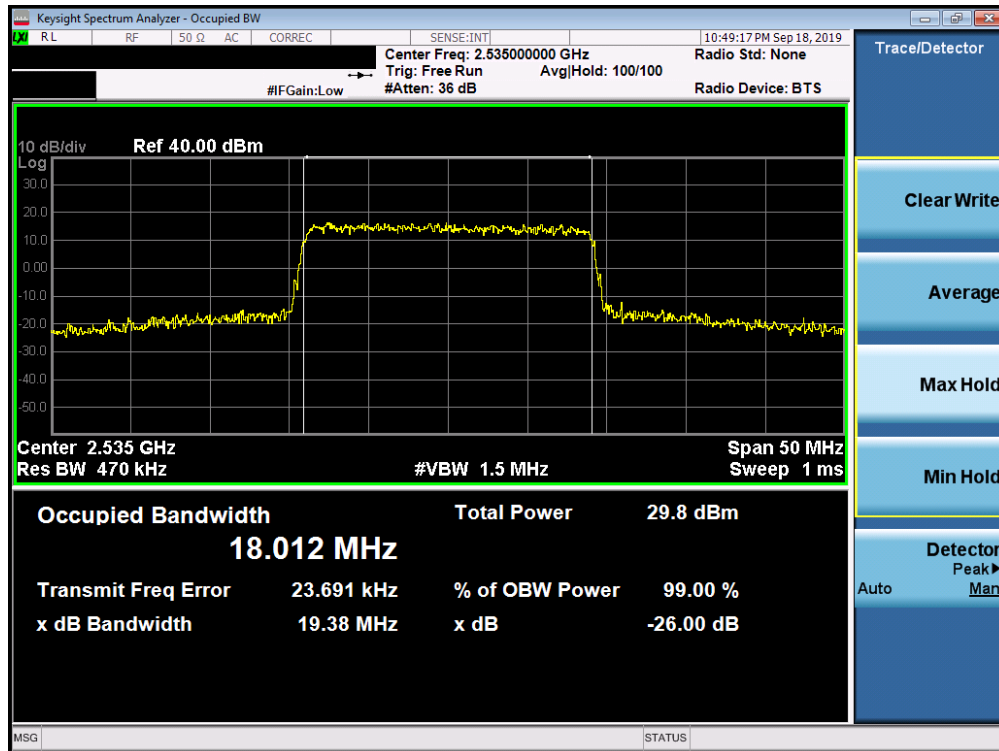 Keysight Spectrum Analyzer - Occupied BW
LXI RL RF 50 Ω AC CORREC SENSE:INT 10:49:17 PM Sep 18, 2019
Center Freq: 2.535000000 GHz Radio Std: None
Trig: Free Run Avg|Hold: 100/100
#IFGain:Low #Atten: 36 dB Radio Device: BTS
10 dB/div Ref 40.00 dBm
Log
30.0
20.0
10.0
0.00
-10.0
-20.0
-30.0
-40.0
-50.0
Center 2.535 GHz Span 50 MHz
Res BW 470 kHz #VBW 1.5 MHz Sweep 1 ms
Occupied Bandwidth Total Power 29.8 dBm
18.012 MHz
Transmit Freq Error 23.691 kHz % of OBW Power 99.00 %
x dB Bandwidth 19.38 MHz x dB -26.00 dB
MSG STATUS
Trace/Detector
Clear Write
Average
Max Hold
Min Hold
Detector
Peak▶
Auto Man